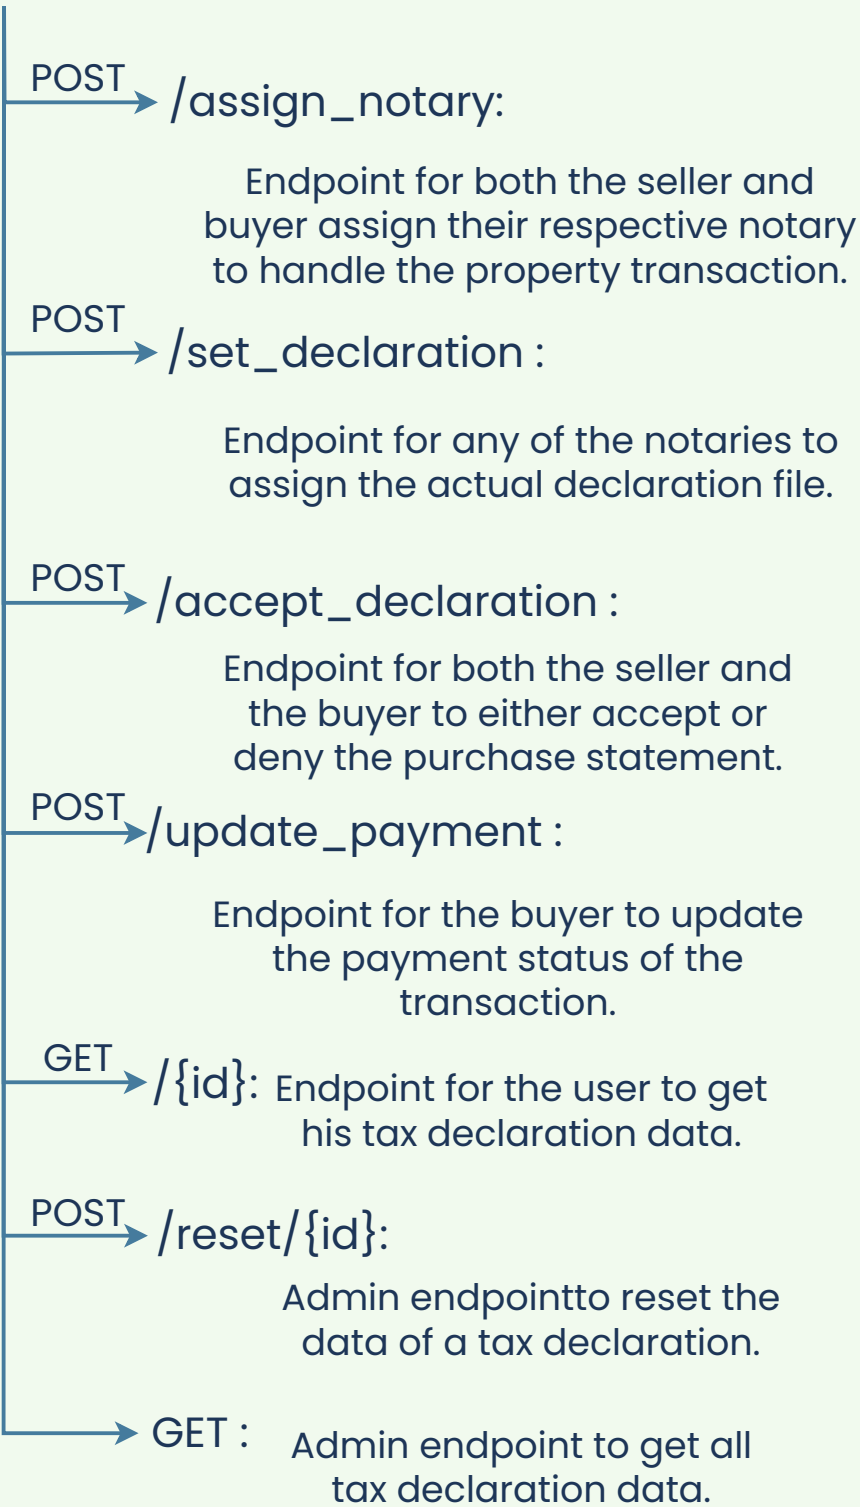 POST
/assign_notary:
Endpoint for both the seller and
buyer assign their respective notary
to handle the property transaction.
POST
/set_declaration :
Endpoint for any of the notaries to
assign the actual declaration file.
POST
/accept_declaration :
Endpoint for both the seller and
the buyer to either accept or
deny the purchase statement.
POST
/update_payment :
Endpoint for the buyer to update
the payment status of the
transaction.
GET
/{id}: Endpoint for the user to get
his tax declaration data.
POST
/reset/{id}:
Admin endpointto reset the
data of a tax declaration.
GET : Admin endpoint to get all
tax declaration data.